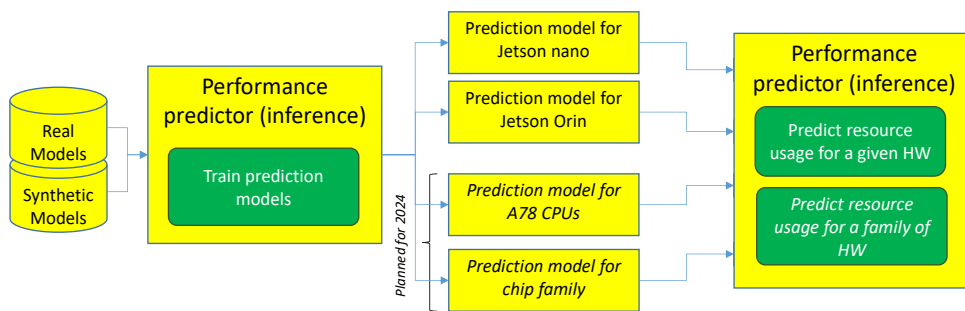 Real
Models
Synthetic
Models
Performance
predictor (inference)
Train prediction
models
Planned for 2024
Prediction model for
Jetson nano
Prediction model for
Jetson Orin
Prediction model for
A78 CPUs
Prediction model for
chip family
Performance
predictor (inference)
Predict resource
usage for a given HW
Predict resource
usage for a family of
HW